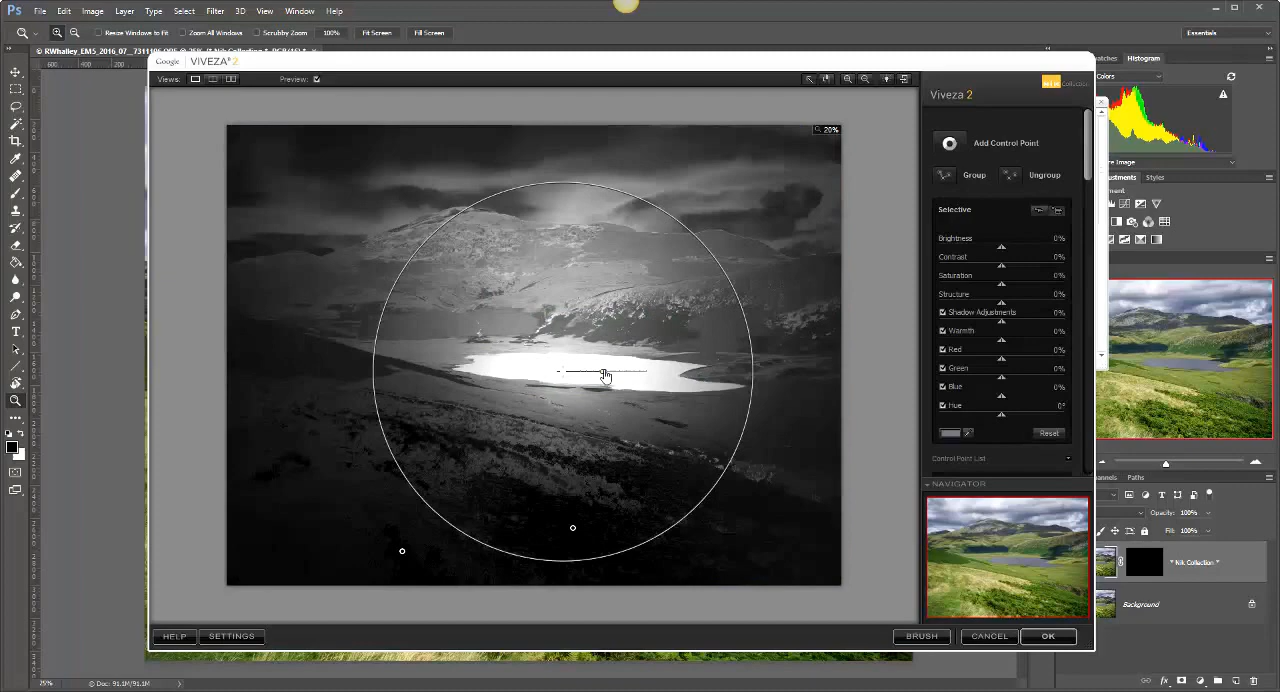 Ps File Edit Image Layer Type Select Filter 3D View Window Help
Resize Windows to Fit Zoom All Windows Scrubby Zoom 100% Fit Screen Fill Screen Essentials
Google VIVEZA® 2
Views: Preview:
Histogram
Colors
20%
Viveza 2
Collection
Add Control Point
Group Ungroup
Selective
Brightness 0%
Contrast 0%
Saturation 0%
Structure 0%
Shadow Adjustments 0%
Warmth 0%
Red 0%
Green 0%
Blue 0%
Hue 0°
Reset
Control Point List
NAVIGATOR
Styles
Paths
Opacity: 100%
Fill: 100%
* Nik Collection *
Background
HELP SETTINGS BRUSH CANCEL OK
25% Doc: 91.1M/91.1M